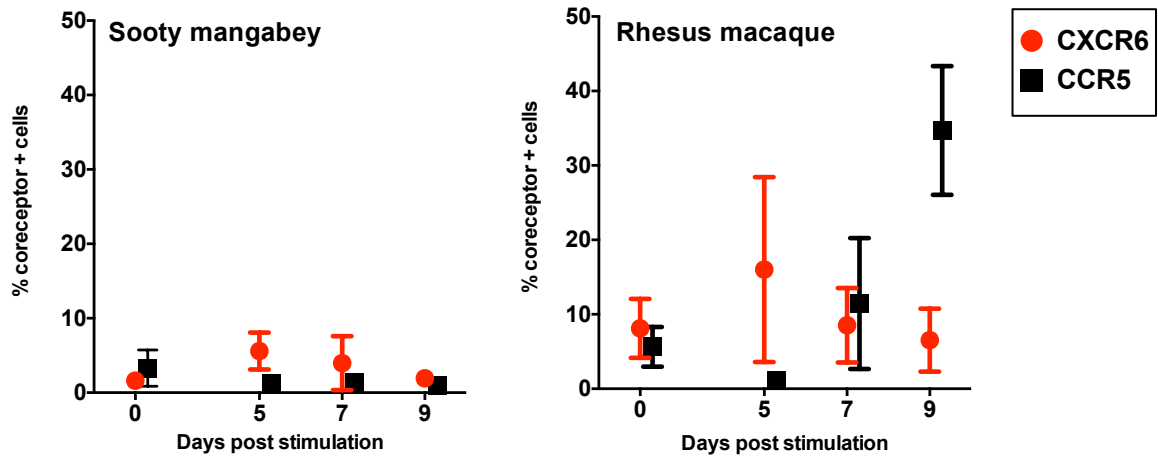 Sooty mangabey
% coreceptor + cells
50
40
30
20
10
0
0 5 7 9
Days post stimulation
Rhesus macaque
% coreceptor + cells
50
40
30
20
10
0
0 5 7 9
Days post stimulation
CXCR6
CCR5